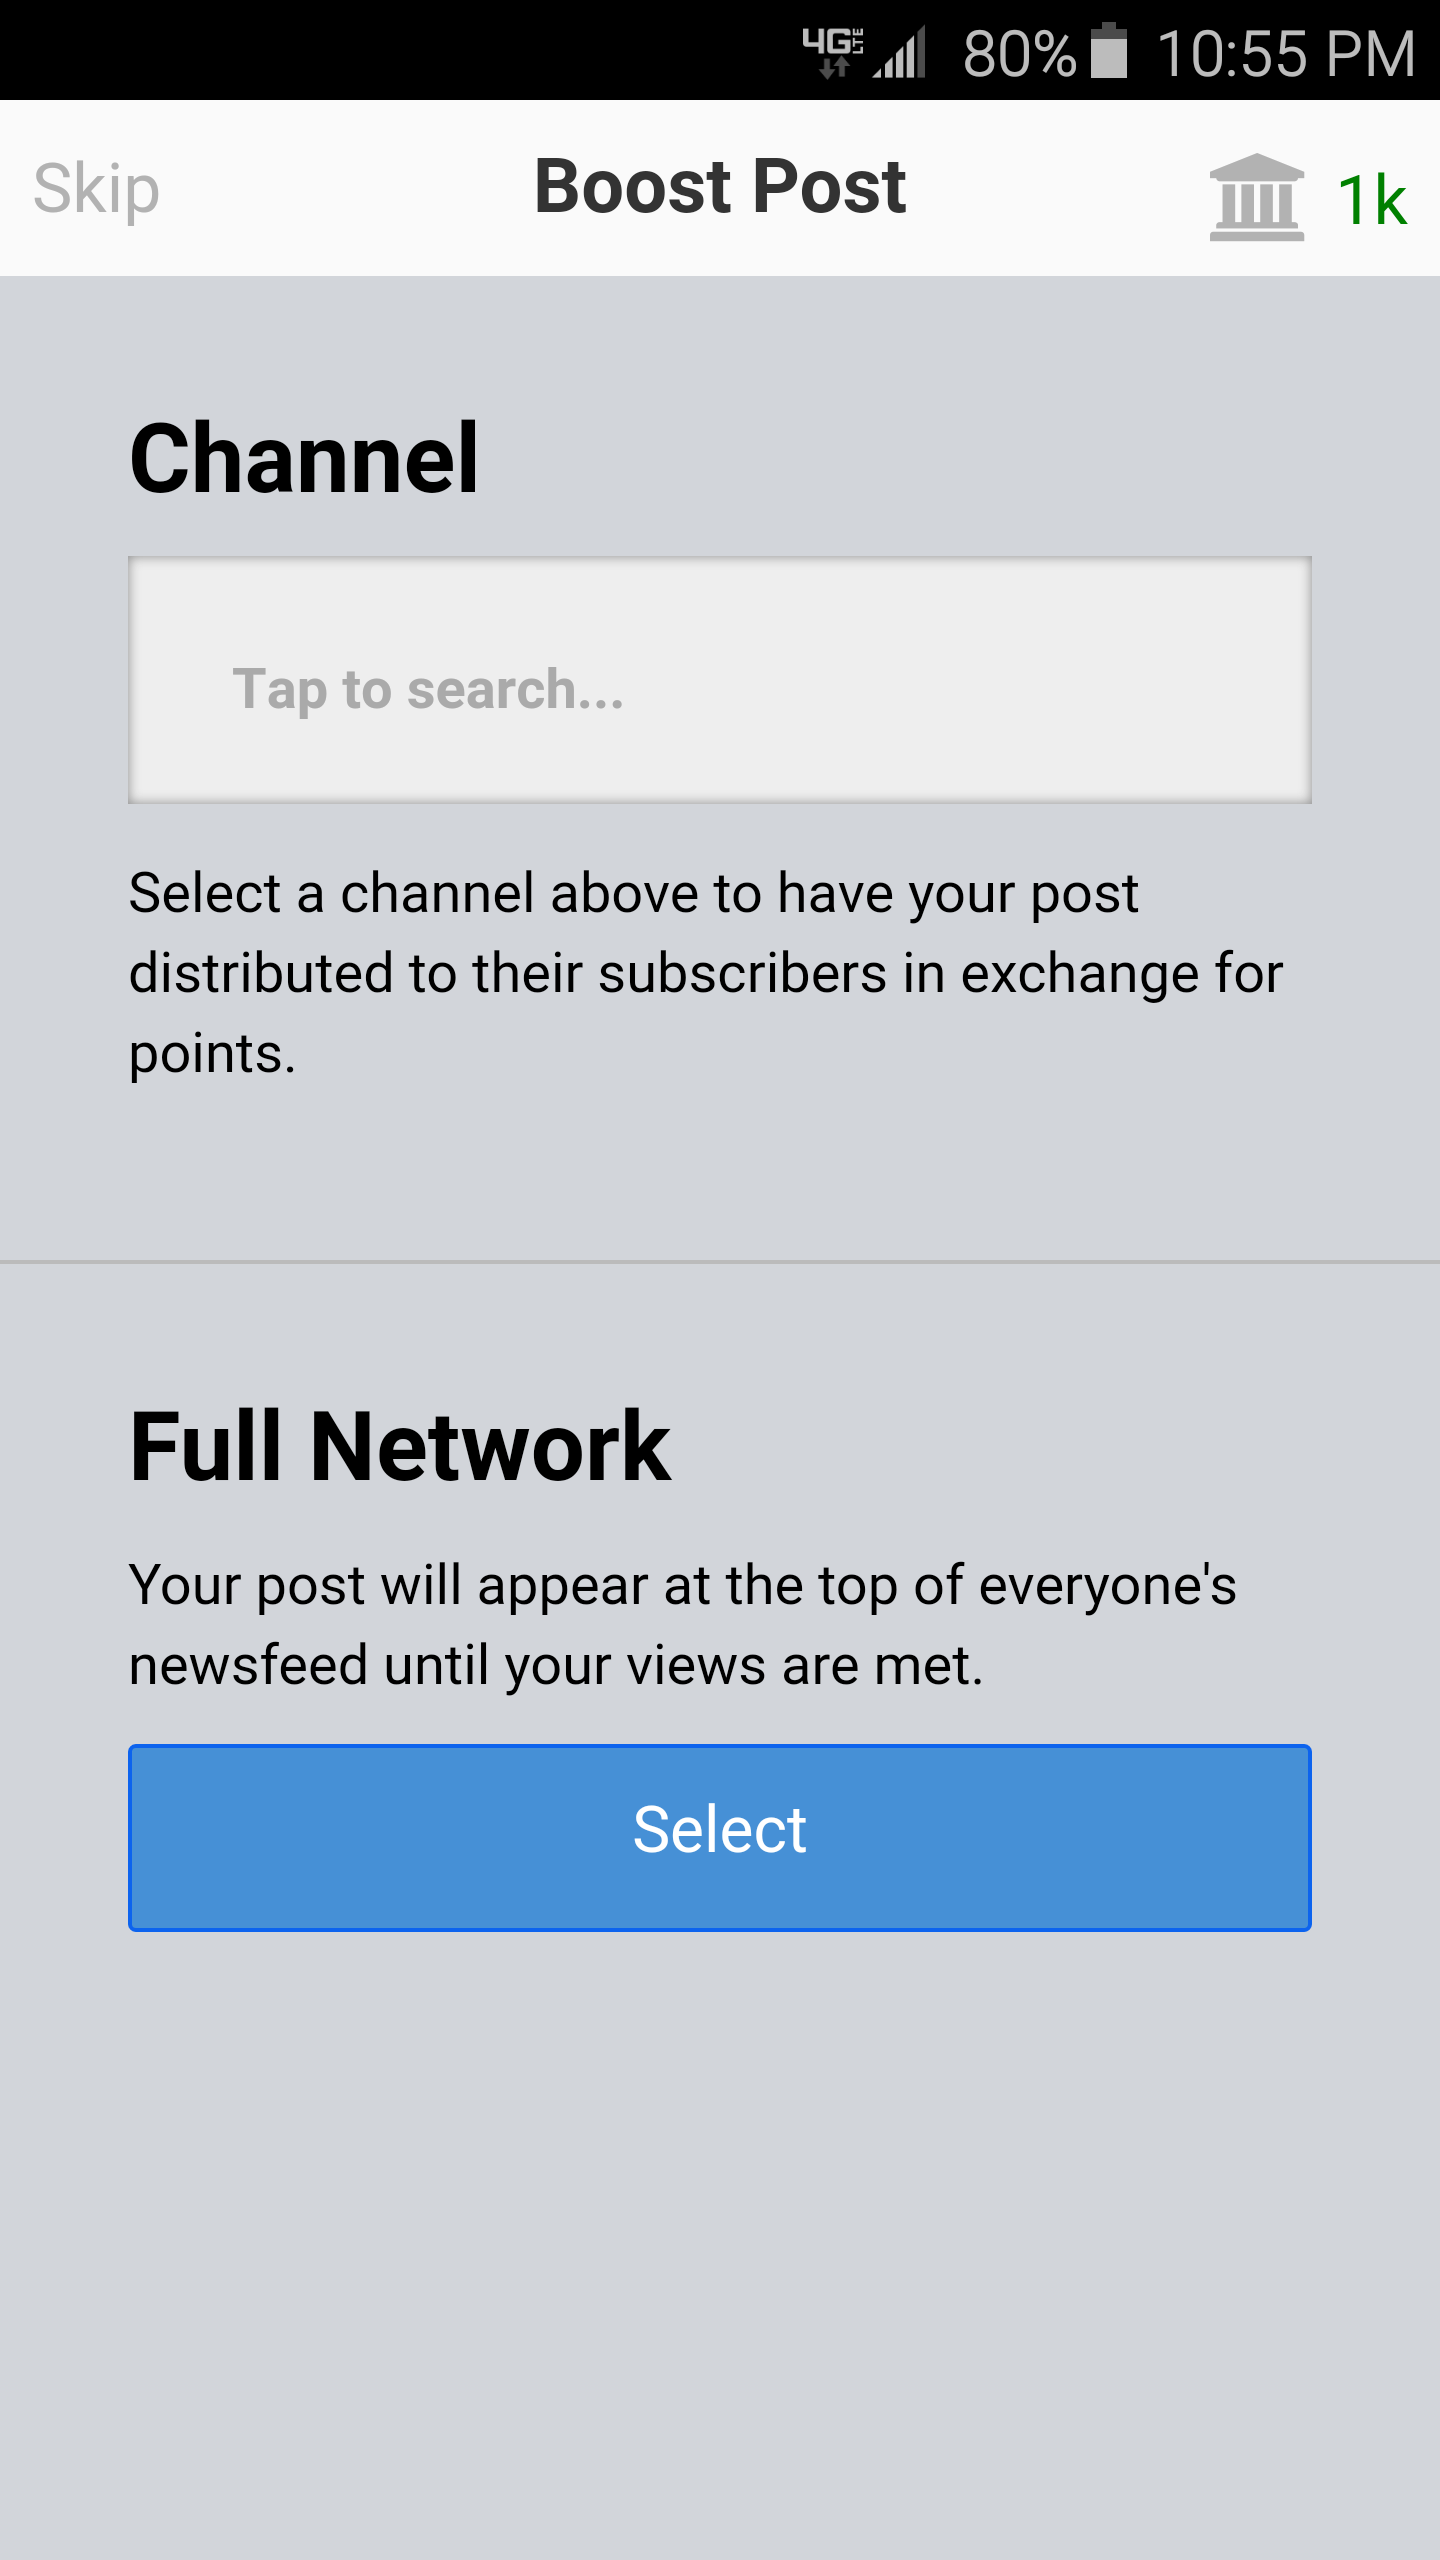 4G LTE 80% 10:55 PM
Skip Boost Post 1k
Channel
Tap to search...
Select a channel above to have your post
distributed to their subscribers in exchange for
points.
Full Network
Your post will appear at the top of everyone's
newsfeed until your views are met.
Select